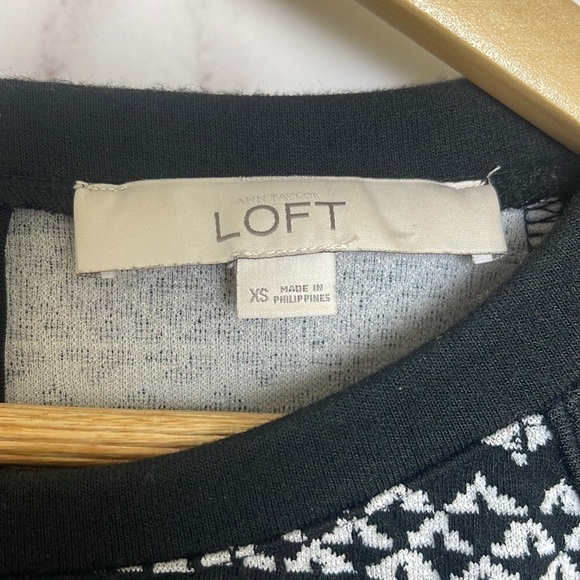 ANN TAYLOR
LOFT
XS MADE IN
PHILIPPINES